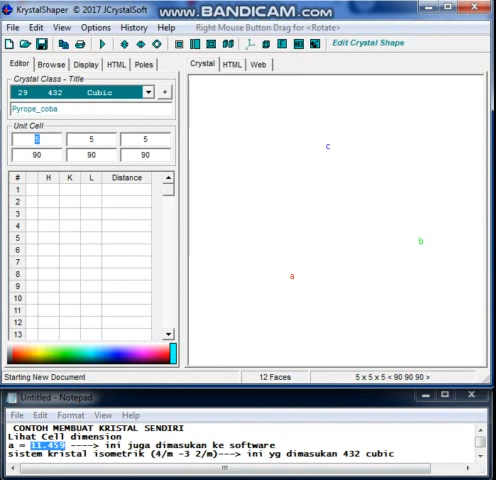 KrystalShaper © 2017 JCrystalSoft
www.BANDICAM.com
File Edit View Options History Help Right Mouse Button Drag for <Rotate>
Edit Crystal Shape
Editor Browse Display HTML Poles
Crystal HTML Web
Crystal Class - Title
29 432 Cubic
Pyrope_coba
Unit Cell
5 5 5
90 90 90
# H K L Distance
1
2
3
4
5
6
7
8
9
10
11
12
13
c
b
a
Starting New Document 12 Faces 5 x 5 x 5 < 90 90 90 >
Untitled - Notepad
File Edit Format View Help
CONTOH MEMBUAT KRISTAL SENDIRI
Lihat Cell dimension
a = 11.459 ----> ini juga dimasukan ke software
sistem kristal isometrik (4/m -3 2/m)---> ini yg dimasukan 432 cubic